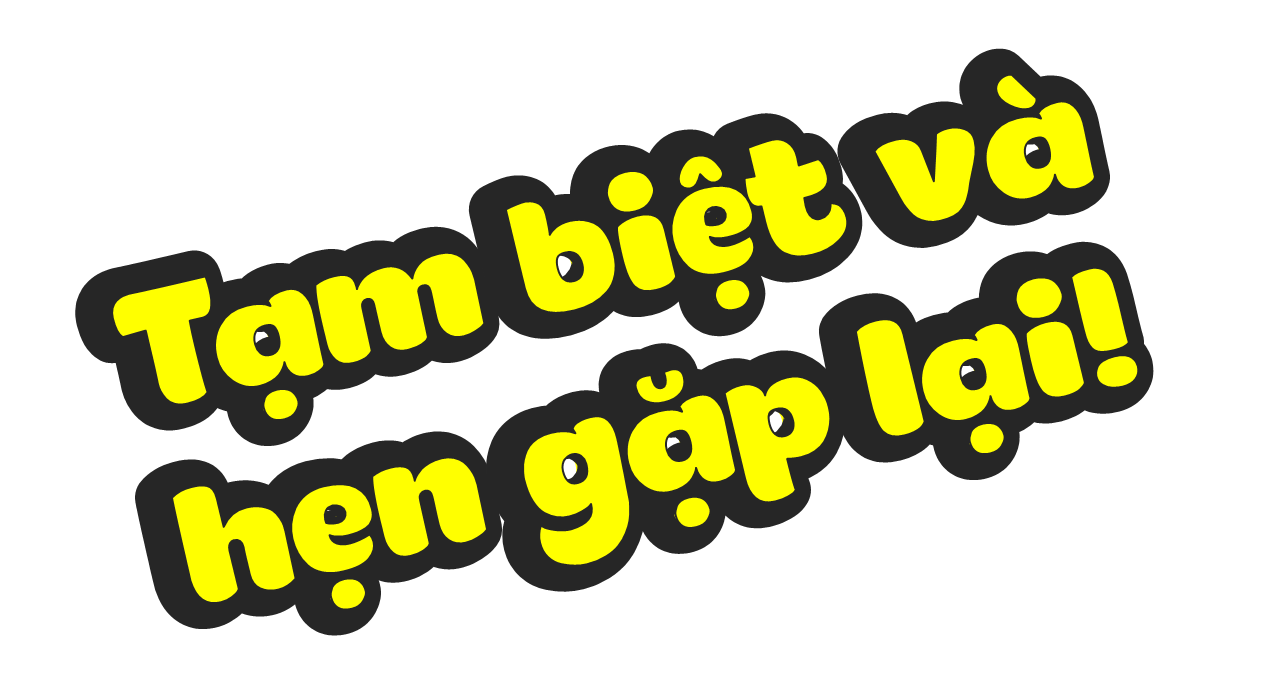 Tạm biệt và
hẹn gặp lại!